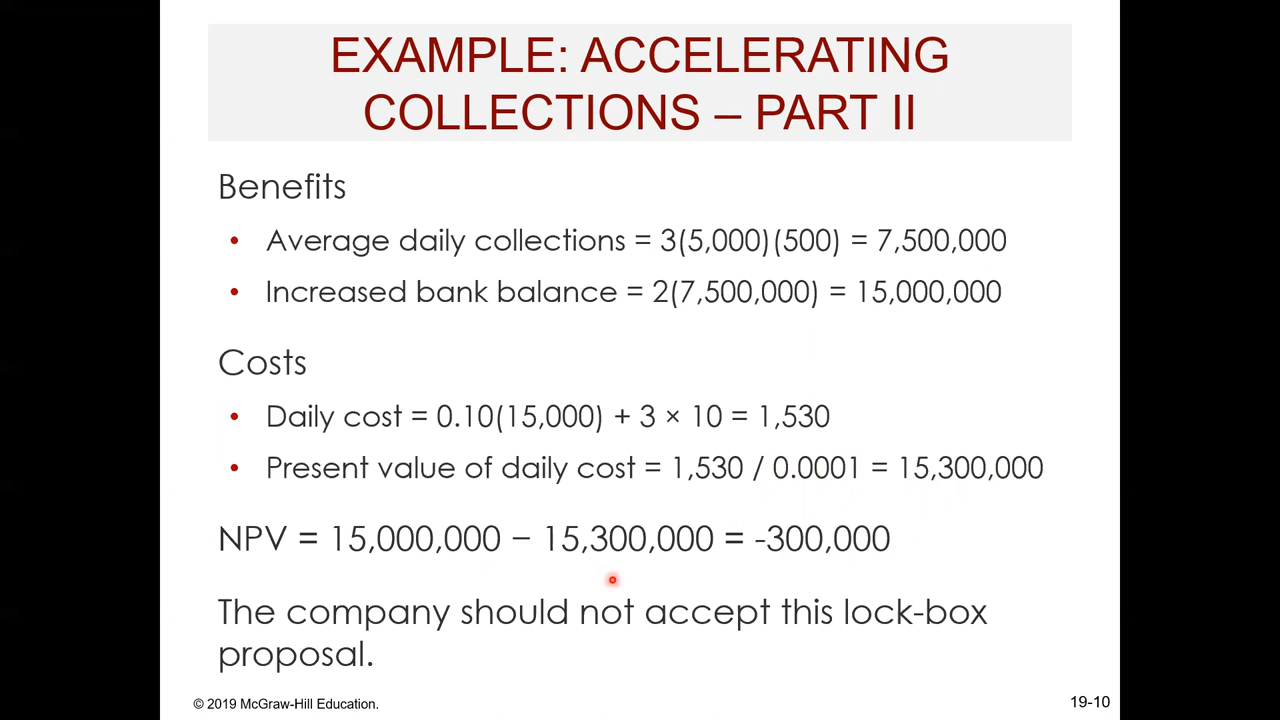 EXAMPLE: ACCELERATING
COLLECTIONS – PART II
Benefits
• Average daily collections = 3(5,000)(500) = 7,500,000
• Increased bank balance = 2(7,500,000) = 15,000,000
Costs
• Daily cost = 0.10(15,000) + 3 × 10 = 1,530
• Present value of daily cost = 1,530 / 0.0001 = 15,300,000
NPV = 15,000,000 − 15,300,000 = -300,000
The company should not accept this lock-box
proposal.
© 2019 McGraw-Hill Education.
19-10